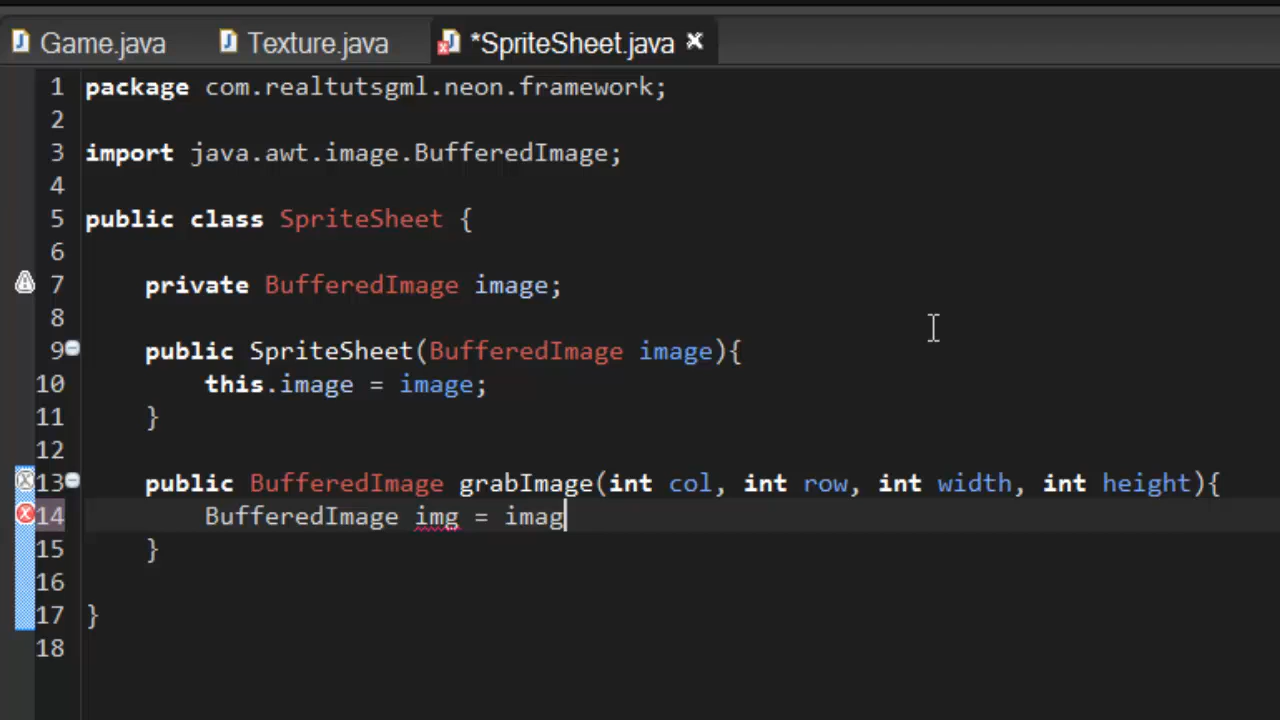 Game.java Texture.java *SpriteSheet.java
1 package com.realtutsgml.neon.framework;
2
3 import java.awt.image.BufferedImage;
4
5 public class SpriteSheet {
6
7 private BufferedImage image;
8
9 public SpriteSheet(BufferedImage image){
10 this.image = image;
11 }
12
13 public BufferedImage grabImage(int col, int row, int width, int height){
14 BufferedImage img = imag
15 }
16
17 }
18